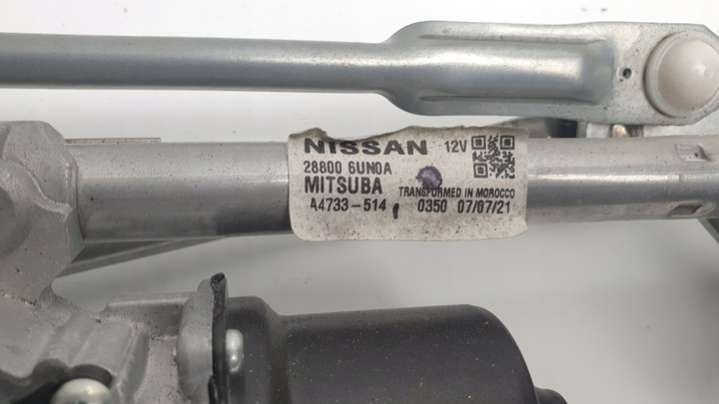 NISSAN 12V
28800 6UN0A
MITSUBA TRANSFORMED IN MOROCCO
A4733-514 0350 07/07/21